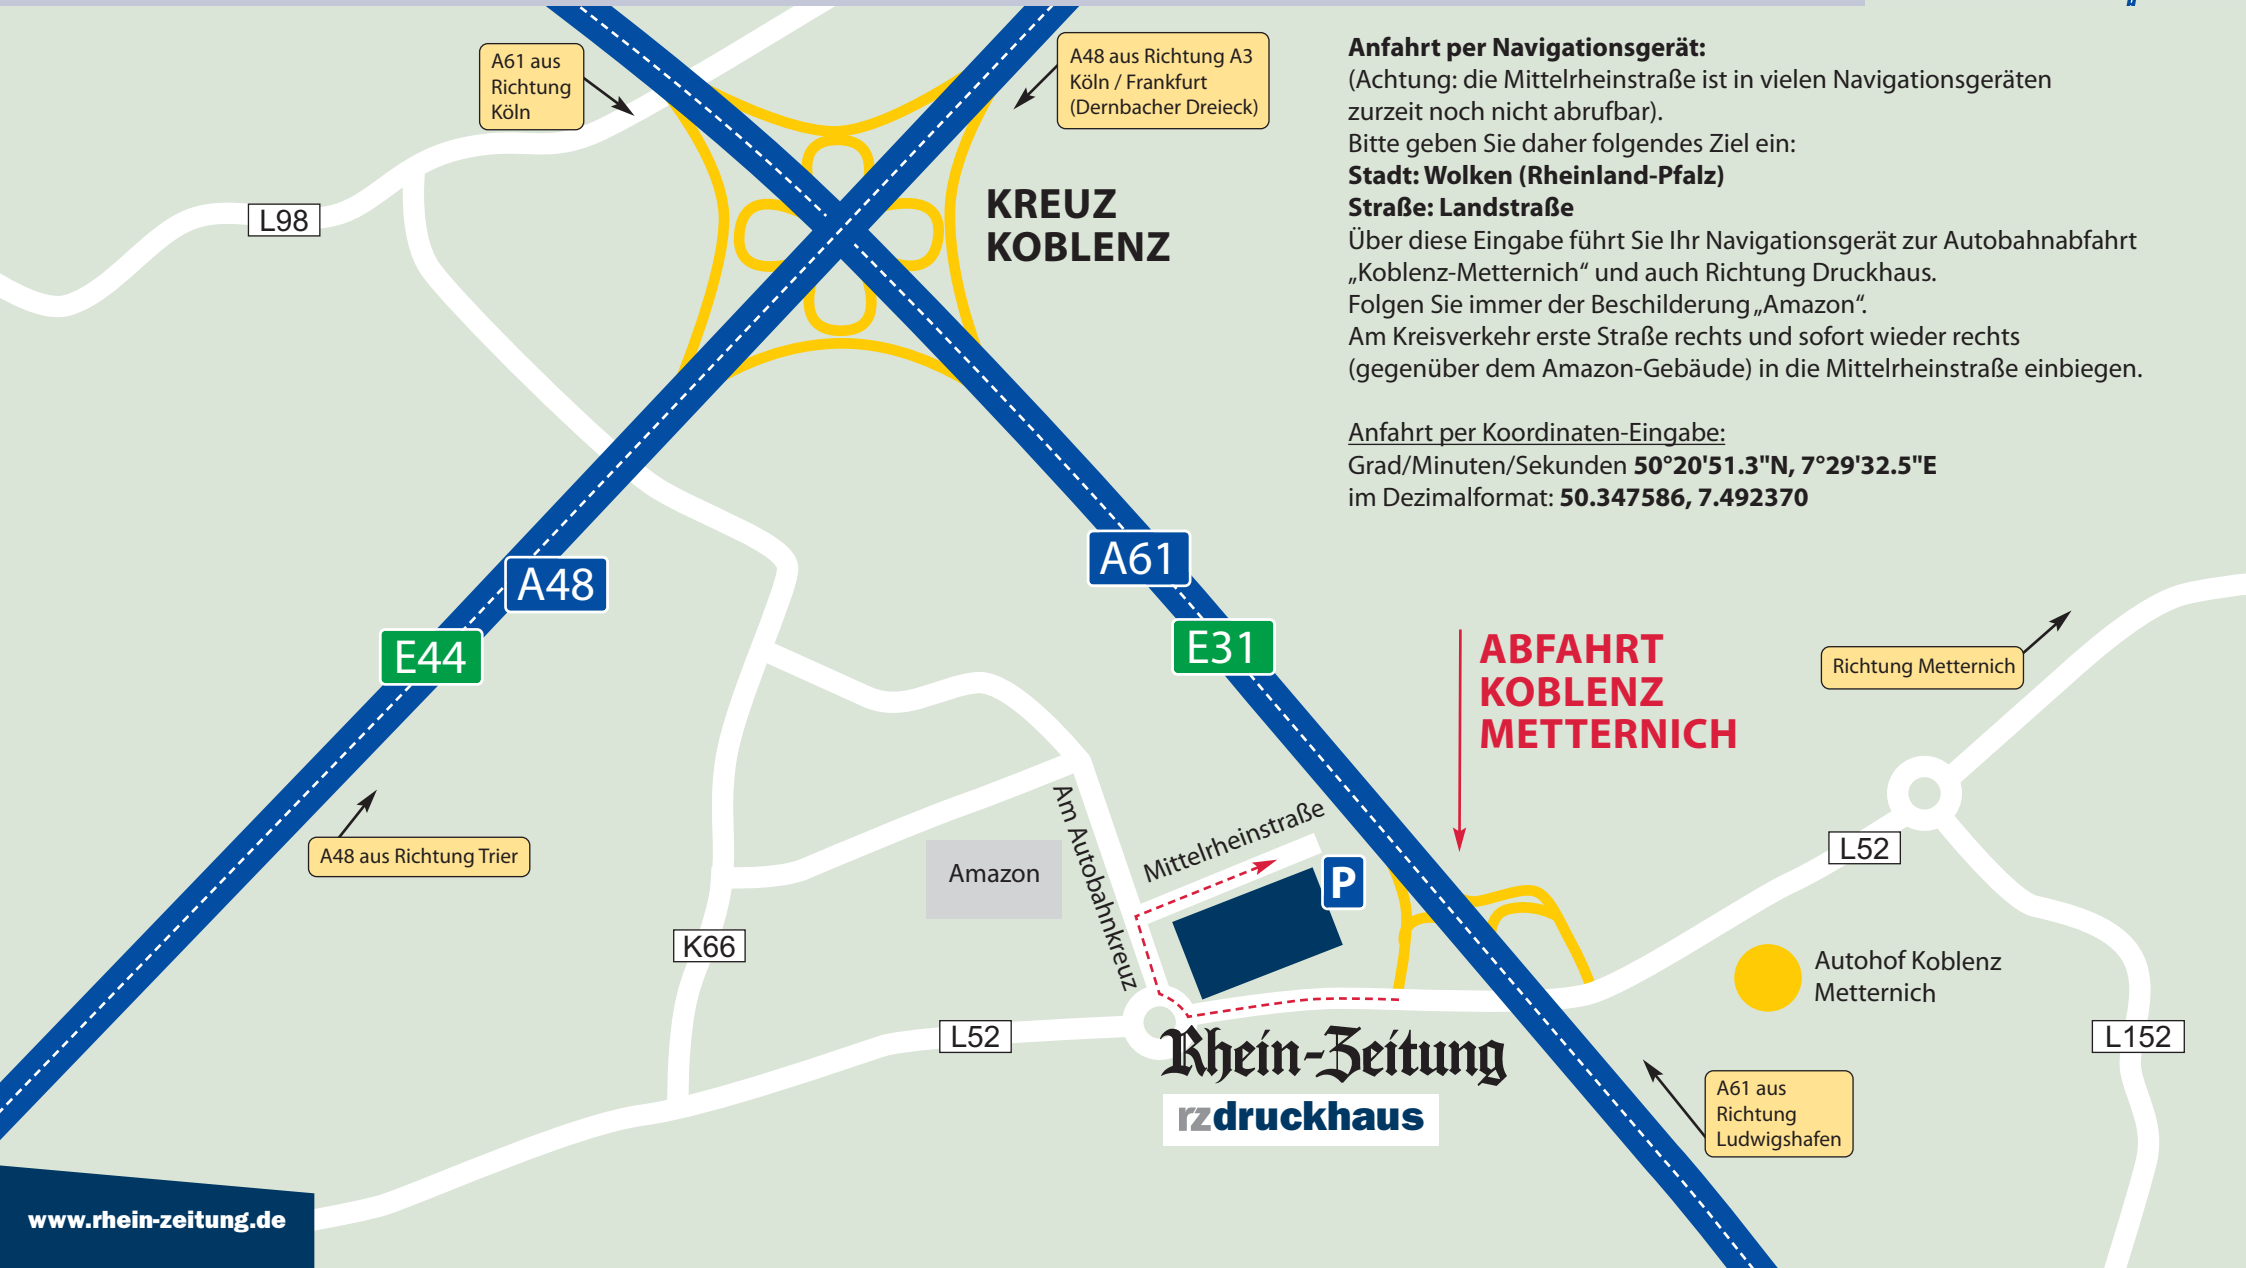 A61 aus
Richtung
Köln
A48 aus Richtung A3
Köln / Frankfurt
(Dernbacher Dreieck)
Anfahrt per Navigationsgerät:
(Achtung: die Mittelrheinstraße ist in vielen Navigationsgeräten
zurzeit noch nicht abrufbar).
Bitte geben Sie daher folgendes Ziel ein:
Stadt: Wolken (Rheinland-Pfalz)
Straße: Landstraße
Über diese Eingabe führt Sie Ihr Navigationsgerät zur Autobahnabfahrt
„Koblenz-Metternich“ und auch Richtung Druckhaus.
Folgen Sie immer der Beschilderung „Amazon“.
Am Kreisverkehr erste Straße rechts und sofort wieder rechts
(gegenüber dem Amazon-Gebäude) in die Mittelrheinstraße einbiegen.
Anfahrt per Koordinaten-Eingabe:
Grad/Minuten/Sekunden 50°20'51.3"N, 7°29'32.5"E
im Dezimalformat: 50.347586, 7.492370
L98
KREUZ
KOBLENZ
A61
A48
E31
E44
ABFAHRT
KOBLENZ
METTERNICH
Richtung Metternich
A48 aus Richtung Trier
Amazon
Am Autobahnkreuz
Mittelrheinstraße
P
L52
K66
Autohof Koblenz
Metternich
L52
L152
Rhein-Zeitung
rzdruckhaus
A61 aus
Richtung
Ludwigshafen
www.rhein-zeitung.de